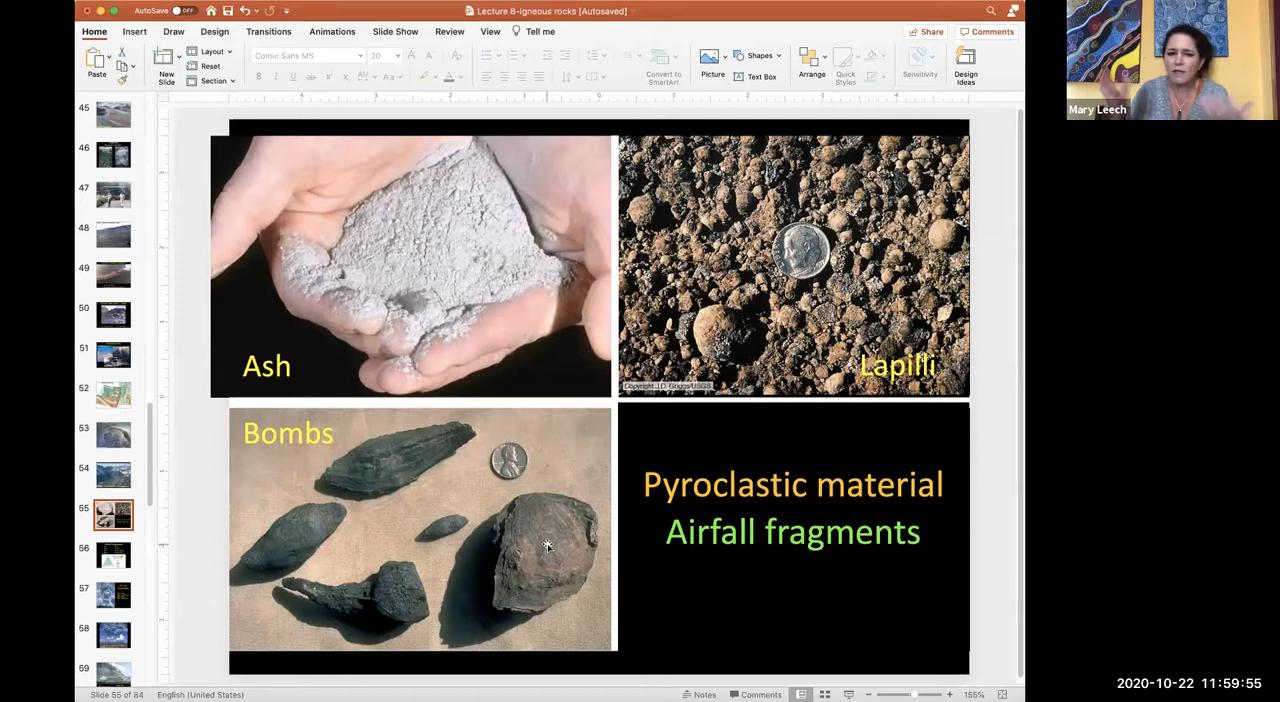 AutoSave OFF
Lecture 8-igneous rocks [Autosaved]
Home Insert Draw Design Transitions Animations Slide Show Review View Tell me
Share Comments
Paste
New Slide
Layout
Reset
Section
Comic Sans MS 20
Convert to SmartArt
Picture
Shapes
Text Box
Arrange
Quick Styles
Sensitivity
Design Ideas
Mary Leech
45
46
47
48
49
50
51
52
53
54
55
56
57
58
59
Ash
Lapilli
Copyright J.D. Griggs/USGS
Bombs
Pyroclastic material
Airfall fragments
Slide 55 of 84 English (United States)
Notes Comments 155%
2020-10-22 11:59:55